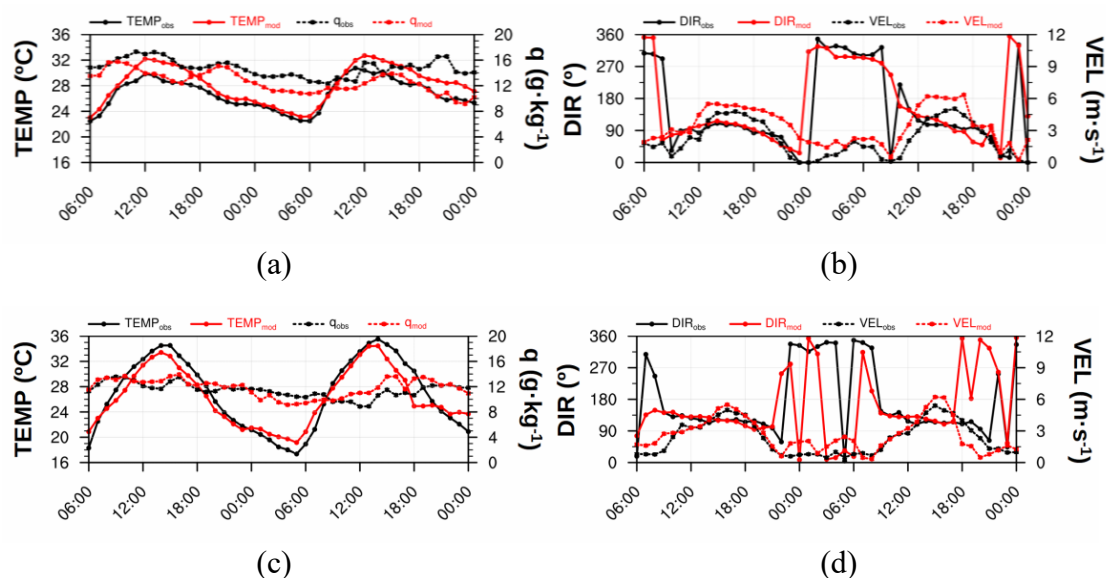 TEMPobs TEMPmod qobs qmod
TEMP (ºC)
36
32
28
24
20
16
q (g·kg-1)
20
16
12
8
4
0
06:00 12:00 18:00 00:00 06:00 12:00 18:00 00:00
(a)
DIRobs DIRmod VELobs VELmod
DIR (º)
360
270
180
90
0
VEL (m·s-1)
12
9
6
3
0
06:00 12:00 18:00 00:00 06:00 12:00 18:00 00:00
(b)
TEMPobs TEMPmod qobs qmod
TEMP (ºC)
36
32
28
24
20
16
q (g·kg-1)
20
16
12
8
4
0
06:00 12:00 18:00 00:00 06:00 12:00 18:00 00:00
(c)
DIRobs DIRmod VELobs VELmod
DIR (º)
360
270
180
90
0
VEL (m·s-1)
12
10
8
6
4
2
0
06:00 12:00 18:00 00:00 06:00 12:00 18:00 00:00
(d)